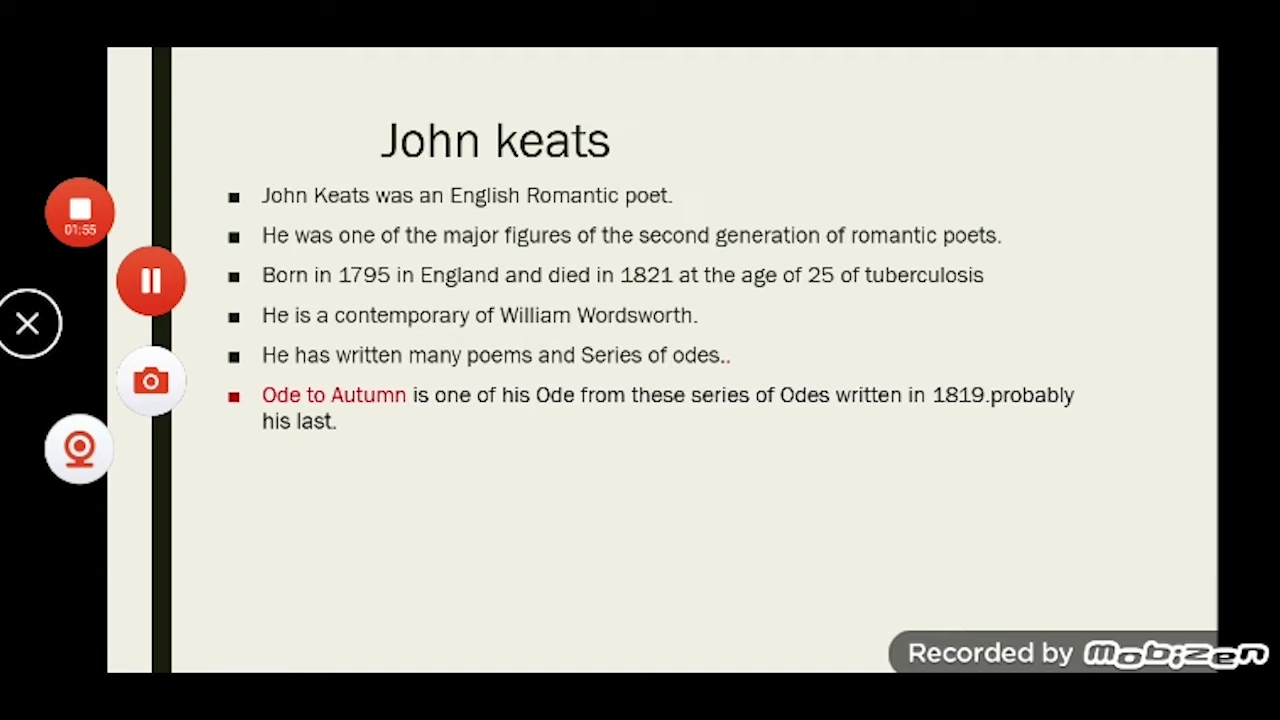 John keats
John Keats was an English Romantic poet.
He was one of the major figures of the second generation of romantic poets.
Born in 1795 in England and died in 1821 at the age of 25 of tuberculosis
He is a contemporary of William Wordsworth.
He has written many poems and Series of odes..
Ode to Autumn is one of his Ode from these series of Odes written in 1819.probably
his last.
01:55
Recorded by Mobizen